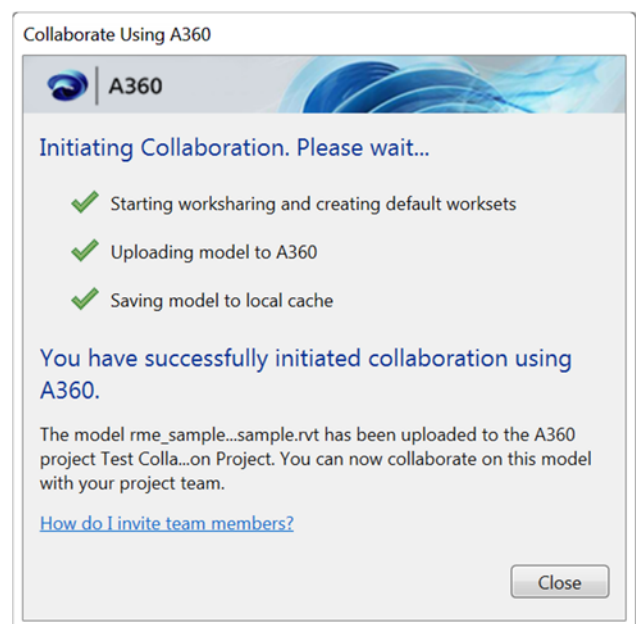 Collaborate Using A360
A360
Initiating Collaboration. Please wait...
Starting worksharing and creating default worksets
Uploading model to A360
Saving model to local cache
You have successfully initiated collaboration using
A360.
The model rme_sample...sample.rvt has been uploaded to the A360
project Test Colla...on Project. You can now collaborate on this model
with your project team.
How do I invite team members?
Close